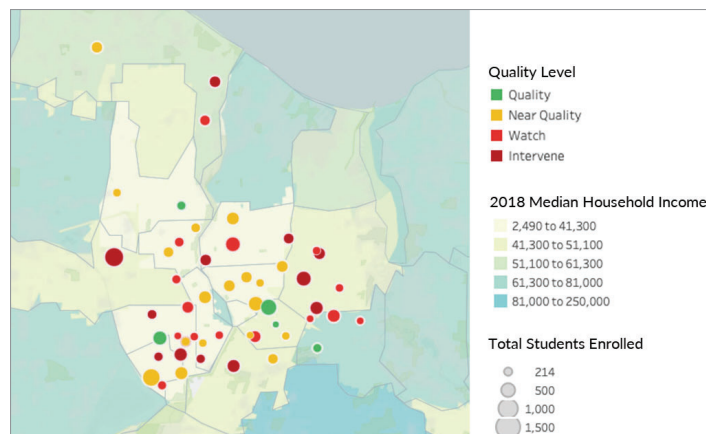 Quality Level
Quality
Near Quality
Watch
Intervene
2018 Median Household Income
2,490 to 41,300
41,300 to 51,100
51,100 to 61,300
61,300 to 81,000
81,000 to 250,000
Total Students Enrolled
214
500
1,000
1,500